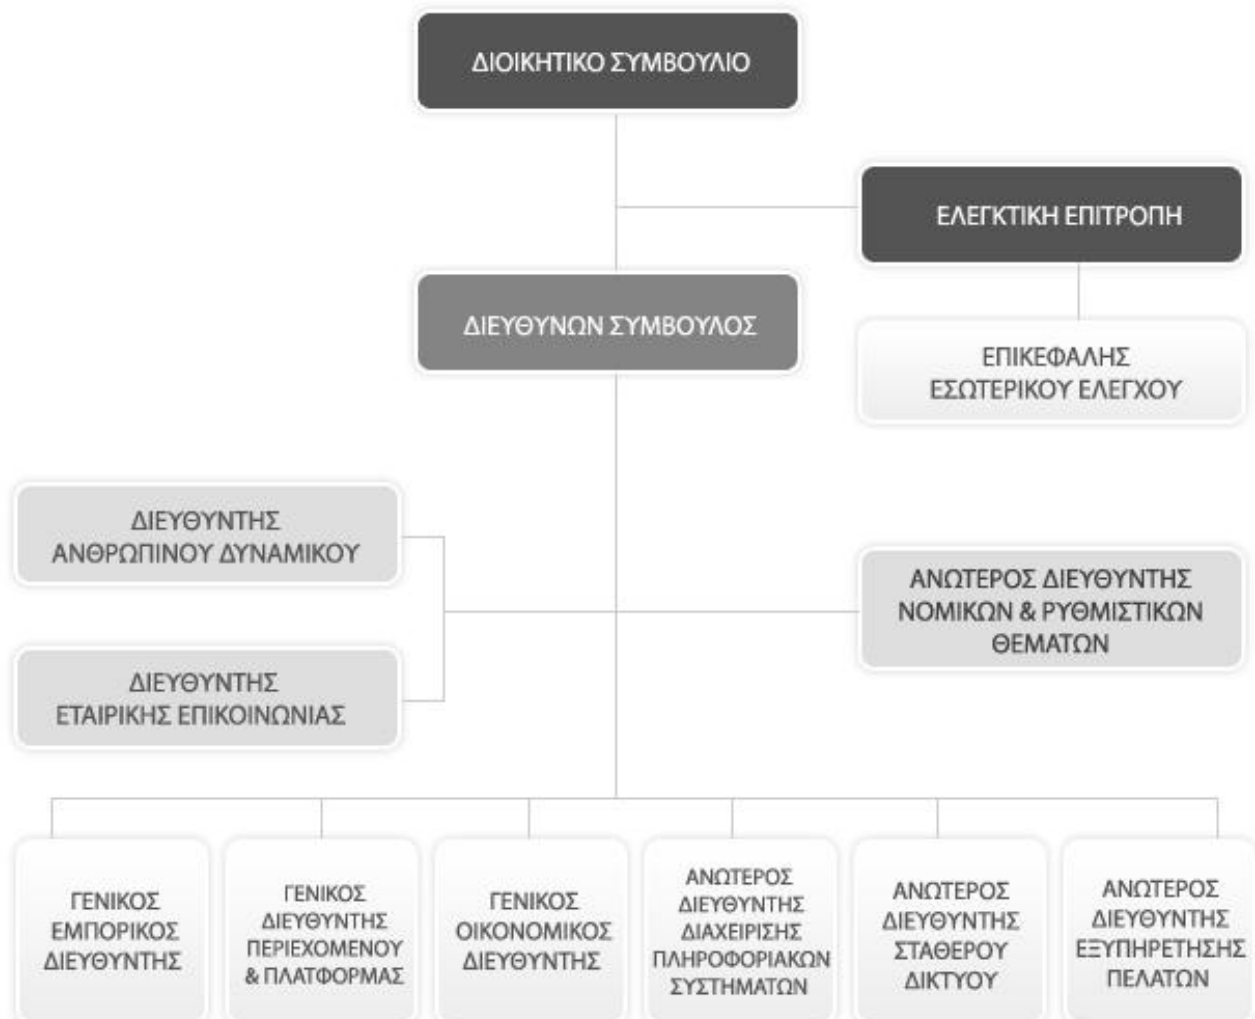 ΔΙΟΙΚΗΤΙΚΟ ΣΥΜΒΟΥΛΙΟ
ΕΛΕΓΚΤΙΚΗ ΕΠΙΤΡΟΠΗ
ΔΙΕΥΘΥΝΩΝ ΣΥΜΒΟΥΛΟΣ
ΕΠΙΚΕΦΑΛΗΣ
ΕΣΩΤΕΡΙΚΟΥ ΕΛΕΓΧΟΥ
ΔΙΕΥΘΥΝΤΗΣ
ΑΝΘΡΩΠΙΝΟΥ ΔΥΝΑΜΙΚΟΥ
ΑΝΩΤΕΡΟΣ ΔΙΕΥΘΥΝΤΗΣ
ΝΟΜΙΚΩΝ & ΡΥΘΜΙΣΤΙΚΩΝ
ΘΕΜΑΤΩΝ
ΔΙΕΥΘΥΝΤΗΣ
ΕΤΑΙΡΙΚΗΣ ΕΠΙΚΟΙΝΩΝΙΑΣ
ΓΕΝΙΚΟΣ
ΕΜΠΟΡΙΚΟΣ
ΔΙΕΥΘΥΝΤΗΣ
ΓΕΝΙΚΟΣ
ΔΙΕΥΘΥΝΤΗΣ
ΠΕΡΙΕΧΟΜΕΝΟΥ
& ΠΛΑΤΦΟΡΜΑΣ
ΓΕΝΙΚΟΣ
ΟΙΚΟΝΟΜΙΚΟΣ
ΔΙΕΥΘΥΝΤΗΣ
ΑΝΩΤΕΡΟΣ
ΔΙΕΥΘΥΝΤΗΣ
ΔΙΑΧΕΙΡΙΣΗΣ
ΠΛΗΡΟΦΟΡΙΑΚΩΝ
ΣΥΣΤΗΜΑΤΩΝ
ΑΝΩΤΕΡΟΣ
ΔΙΕΥΘΥΝΤΗΣ
ΣΤΑΘΕΡΟΥ
ΔΙΚΤΥΟΥ
ΑΝΩΤΕΡΟΣ
ΔΙΕΥΘΥΝΤΗΣ
ΕΞΥΠΗΡΕΤΗΣΗΣ
ΠΕΛΑΤΩΝ